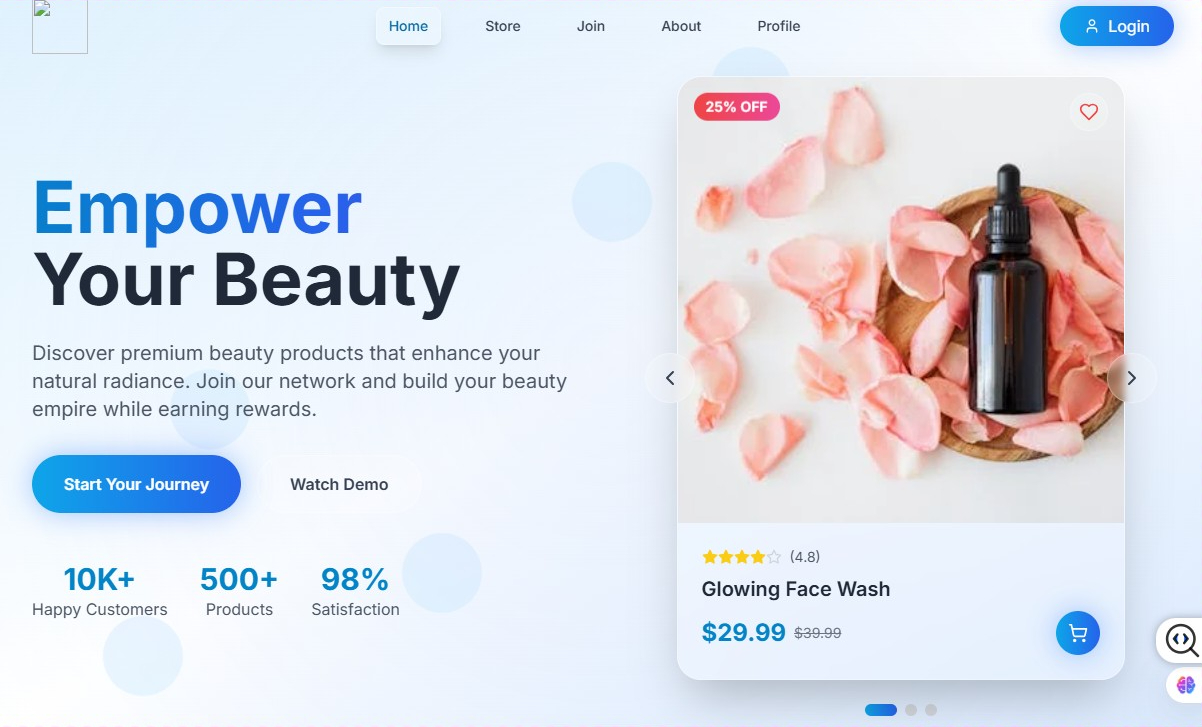 Home
Store
Join
About
Profile
Login
25% OFF
Empower
Your Beauty
Discover premium beauty products that enhance your
natural radiance. Join our network and build your beauty
empire while earning rewards.
Start Your Journey
Watch Demo
10K+
Happy Customers
500+
Products
98%
Satisfaction
(4.8)
Glowing Face Wash
$29.99 $39.99